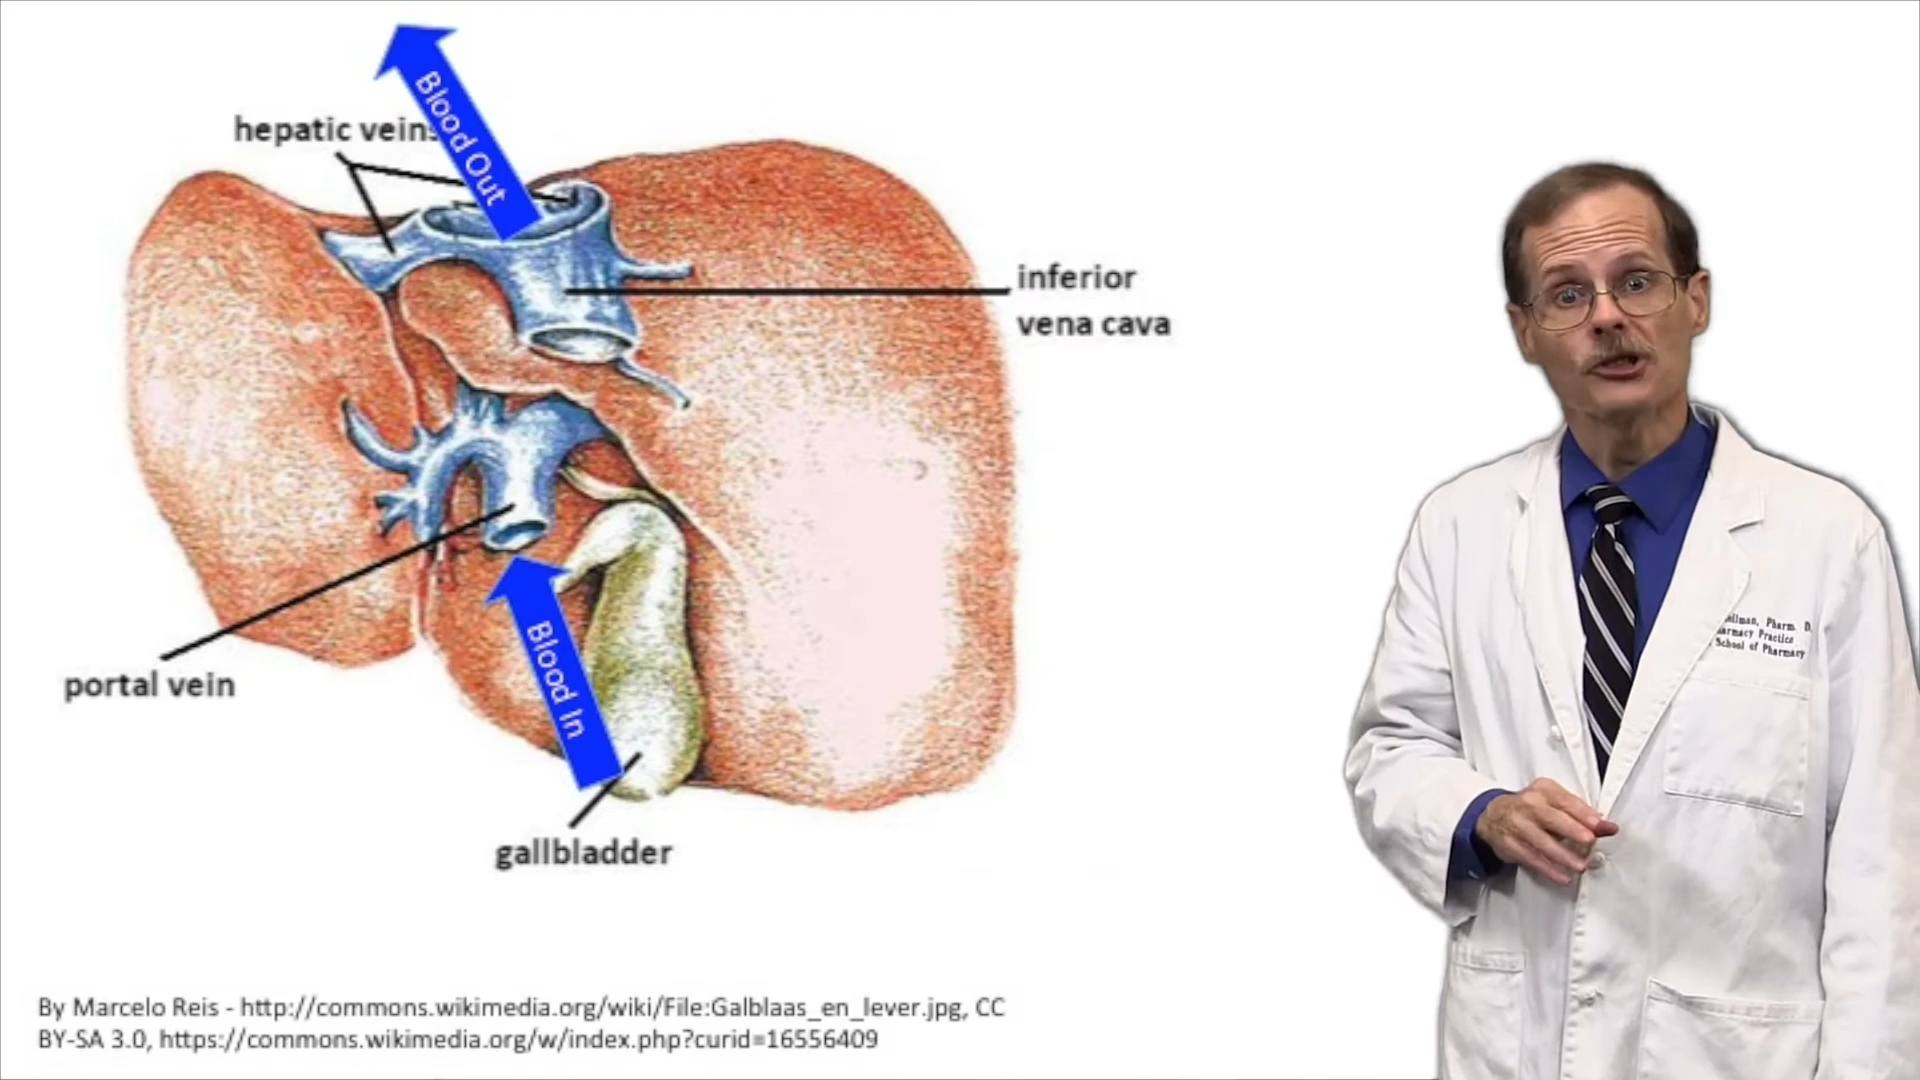 Blood Out
hepatic veins
inferior
vena cava
portal vein
Blood In
gallbladder
Pharm. D.
Pharmacy Practice
School of Pharmacy
By Marcelo Reis - http://commons.wikimedia.org/wiki/File:Galblaas_en_lever.jpg, CC
BY-SA 3.0, https://commons.wikimedia.org/w/index.php?curid=16556409